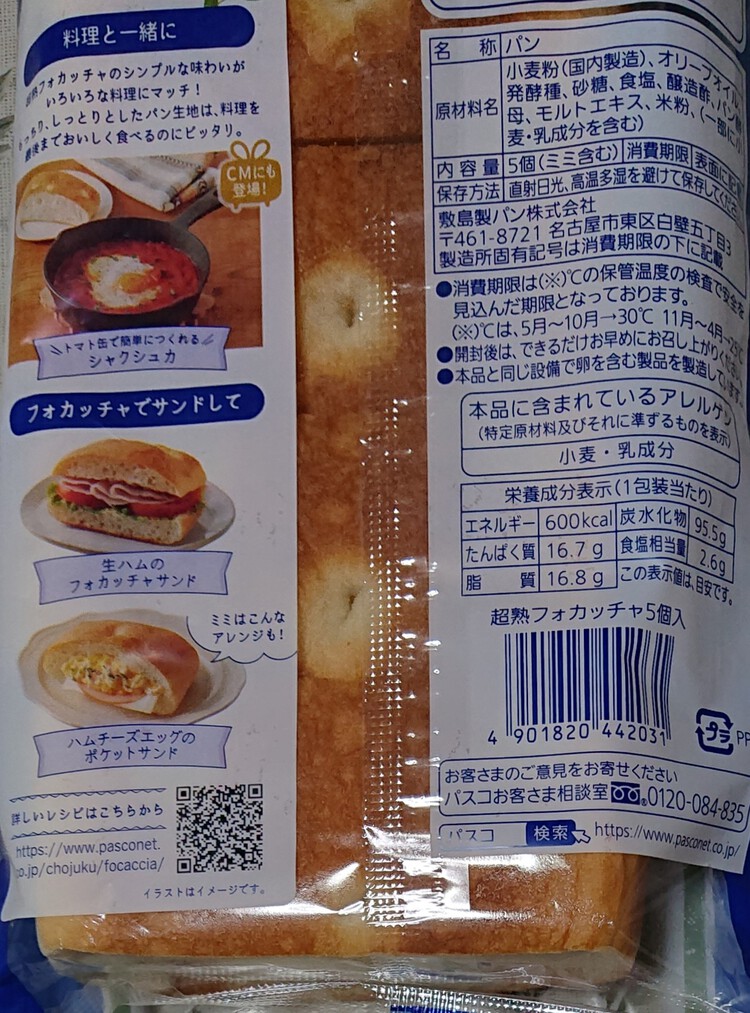 料理と一緒に
熟フォカッチャのシンプルな味わいが
いろいろな料理にマッチ！
っちり、しっとりとしたパン生地は、料理を
最後までおいしく食べるのにピッタリ。
CMにも
登場！
トマト缶で簡単につくれる
シャクシュカ
フォカッチャでサンドして
生ハムの
フォカッチャサンド
ミミはこんな
アレンジも！
ハムチーズエッグの
ポケットサンド
詳しいレシピはこちらから
https://www.pasconet.
co.jp/chojuku/focaccia/
イラストはイメージです。
名称 パン
原材料名 小麦粉(国内製造)、オリーブオイル
発酵種、砂糖、食塩、醸造酢、パン酵
母、モルトエキス、米粉、(一部に小
麦・乳成分を含む)
内容量 5個(ミミ含む) 消費期限 表面に記
保存方法 直射日光、高温多湿を避けて保存してくださ
敷島製パン株式会社
〒461-8721 名古屋市東区白壁五丁目3
製造所固有記号は消費期限の下に記載
●消費期限は(※)℃の保管温度の検査で安全を
見込んだ期限となっております。
(※)℃は、5月～10月→30℃ 11月～4月→25℃
●開封後は、できるだけお早めにお召し上がりくだ
●本品と同じ設備で卵を含む製品を製造しています。
本品に含まれているアレルゲン
(特定原材料及びそれに準ずるものを表示)
小麦・乳成分
栄養成分表示(1包装当たり)
エネルギー 600kcal 炭水化物 95.5g
たんぱく質 16.7g 食塩相当量 2.6g
脂質 16.8g この表示値は、目安です。
超熟フォカッチャ5個入
4 901820 442031
プラ PP
お客さまのご意見をお寄せください
パスコお客さま相談室 0120-084-835
パスコ 検索 https://www.pasconet.co.jp/